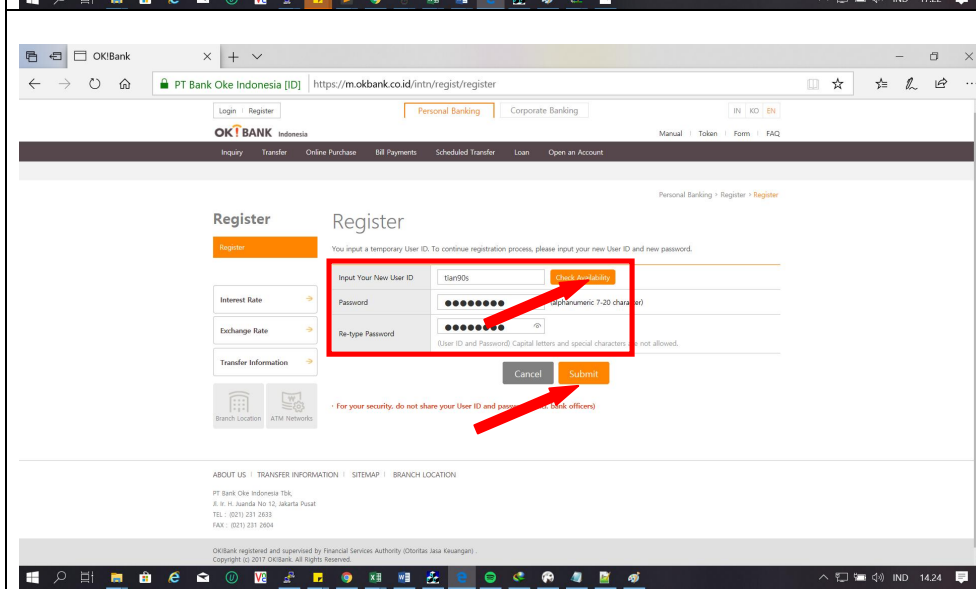 IND 11.22
OK!Bank
PT Bank Oke Indonesia [ID] https://m.okbank.co.id/intn/regist/register
Login Register Personal Banking Corporate Banking IN KO EN
OK! BANK Indonesia Manual Token Form FAQ
Inquiry Transfer Online Purchase Bill Payments Scheduled Transfer Loan Open an Account
Personal Banking > Register > Register
Register
Register
Register
You input a temporary User ID. To continue registration process, please input your new User ID and new password.
Input Your New User ID tian90s Check Availability
Password (alphanumeric 7-20 character)
Re-type Password
(User ID and Password) Capital letters and special characters are not allowed.
Interest Rate
Exchange Rate
Transfer Information
Cancel Submit
Branch Location ATM Networks
· For your security, do not share your User ID and bank officers)
ABOUT US TRANSFER INFORMATION SITEMAP BRANCH LOCATION
PT Bank Oke Indonesia Tbk,
Jl. Ir. H. Juanda No 12, Jakarta Pusat
TEL : (021) 231 2633
FAX : (021) 231 2604
OK!Bank registered and supervised by Financial Services Authority (Otoritas Jasa Keuangan) .
Copyright (c) 2017 OK!Bank. All Rights Reserved.
IND 14.24